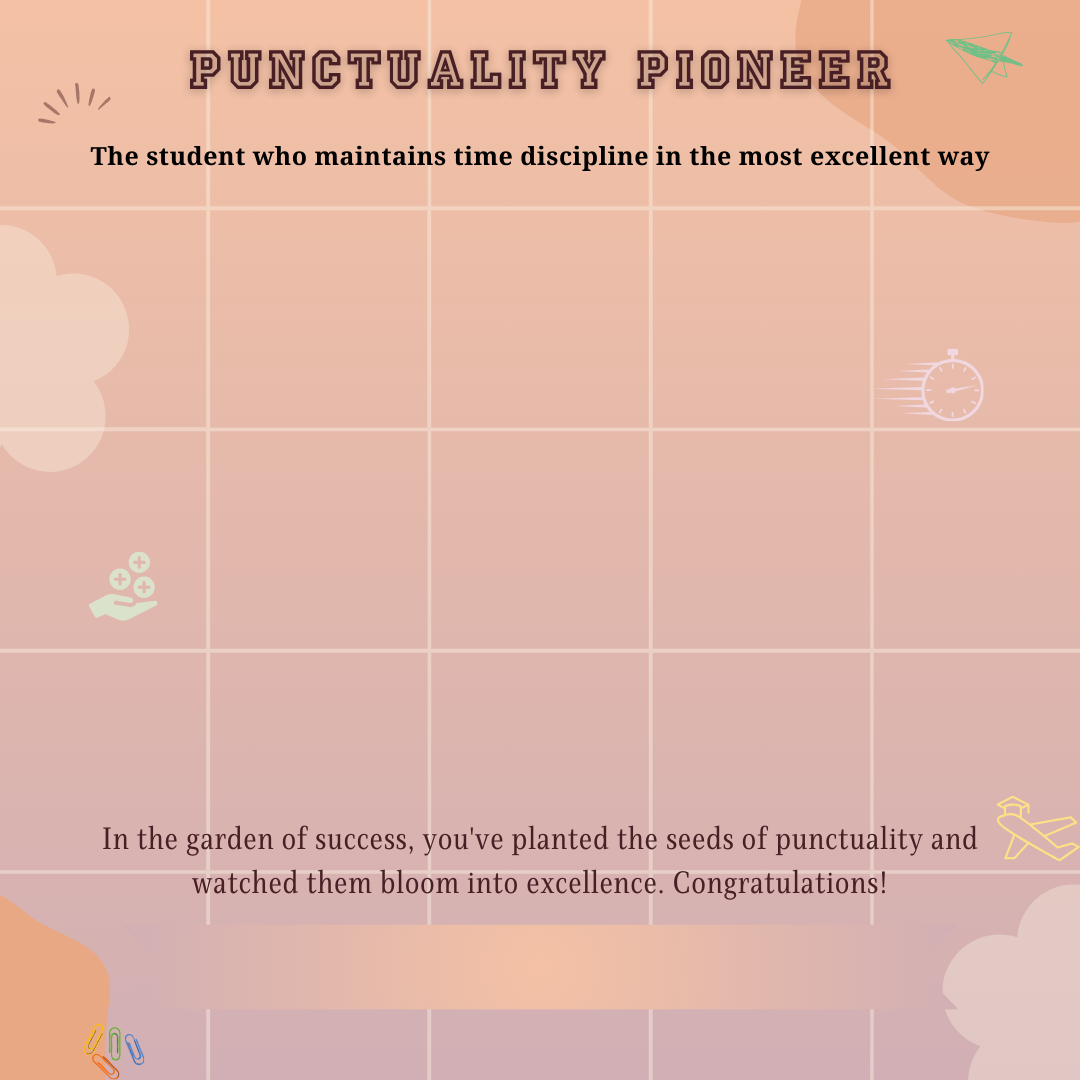 PUNCTUALITY PIONEER
The student who maintains time discipline in the most excellent way
In the garden of success, you've planted the seeds of punctuality and
watched them bloom into excellence. Congratulations!